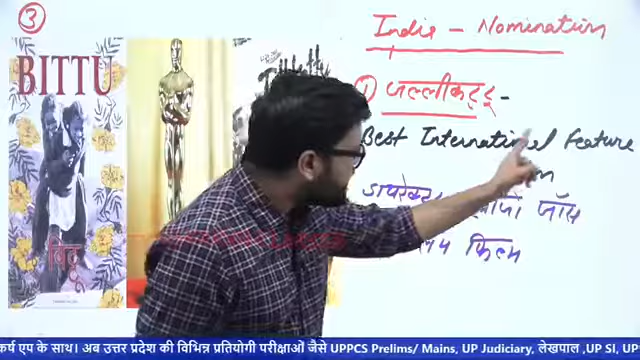 ③
India - Nomination
① जल्लीकट्टू -
Best International Feature
BITTU
बिट्टू
जॉस
फिल्म
कर्ष एप के साथ। अब उत्तर प्रदेश की विभिन्न प्रतियोगी परीक्षाओं जैसे UPPCS Prelims/ Mains, UP Judiciary, लेखपाल ,UP SI, UP